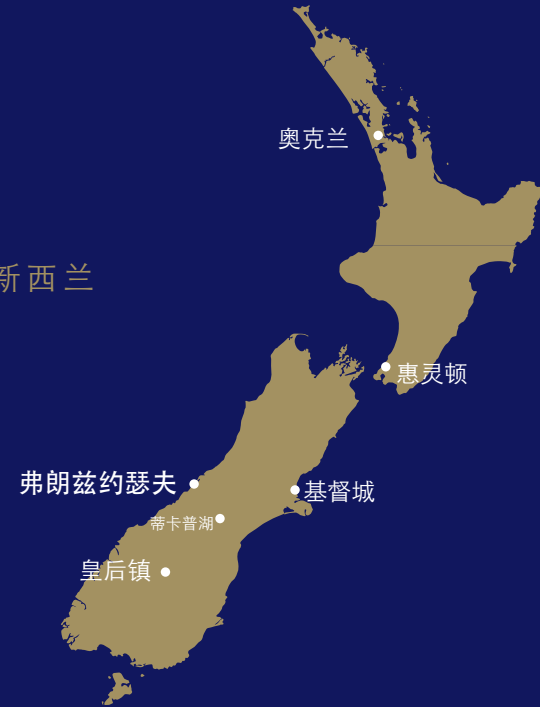 奥克兰
新西兰
惠灵顿
弗朗兹约瑟夫
基督城
蒂卡普湖
皇后镇